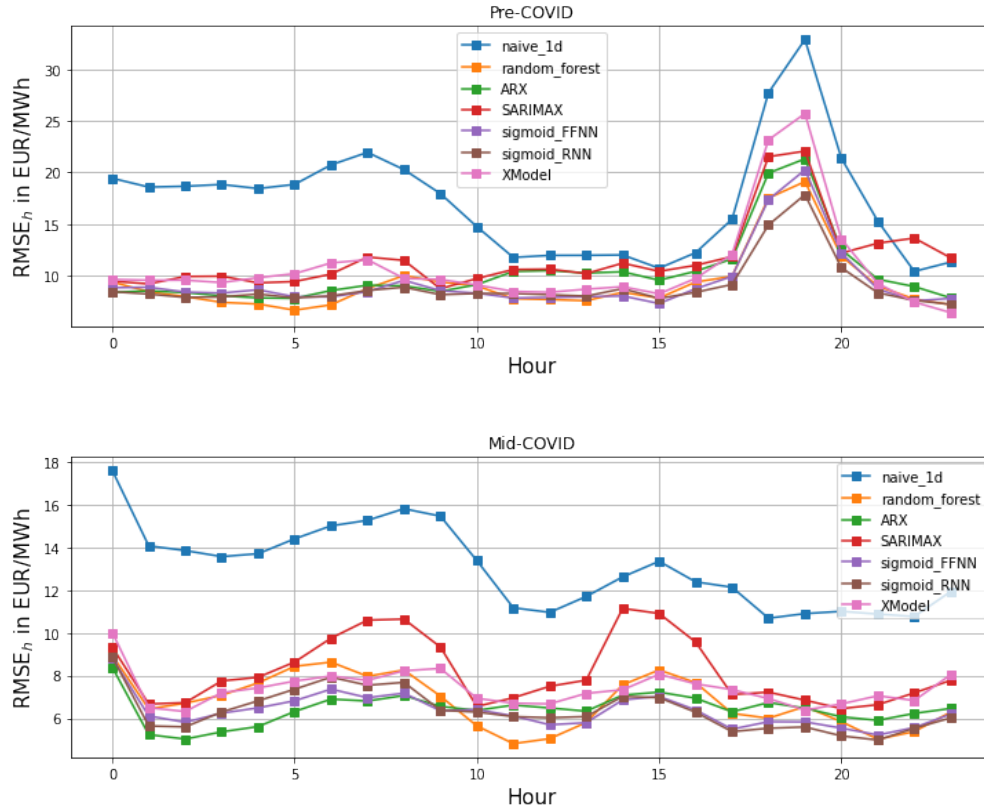 Pre-COVID
RMSE_h in EUR/MWh
30
25
20
15
10
naive_1d
random_forest
ARX
SARIMAX
sigmoid_FFNN
sigmoid_RNN
XModel
0 5 10 15 20
Hour
Mid-COVID
RMSE_h in EUR/MWh
18
16
14
12
10
8
6
naive_1d
random_forest
ARX
SARIMAX
sigmoid_FFNN
sigmoid_RNN
XModel
0 5 10 15 20
Hour